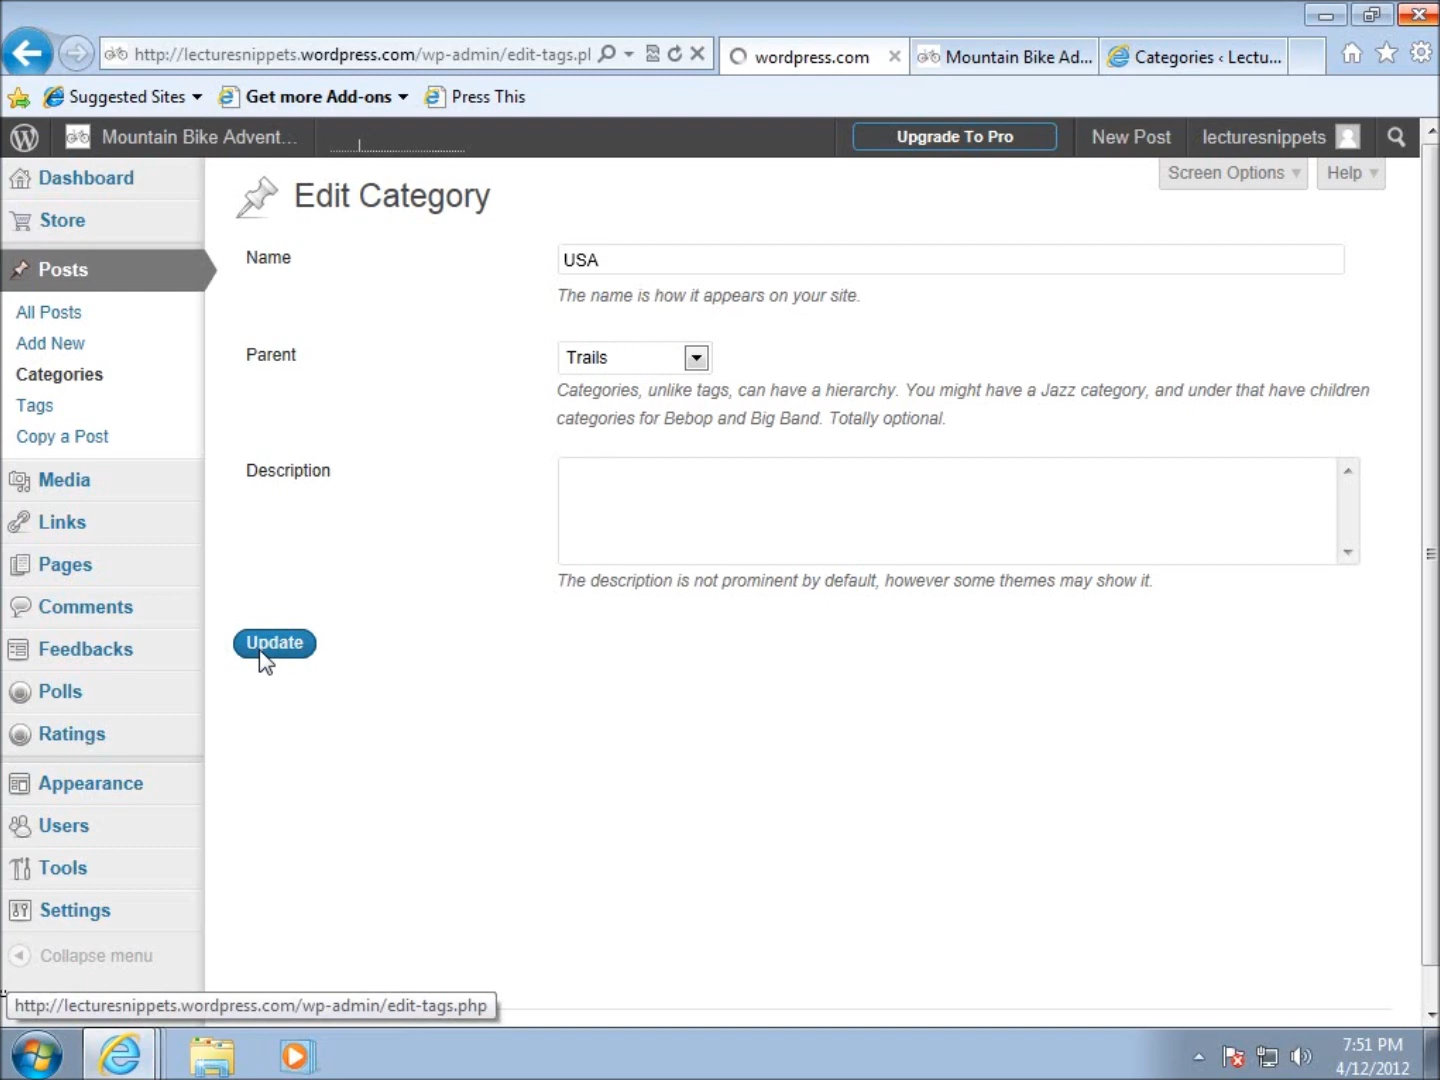 http://lecturesnippets.wordpress.com/wp-admin/edit-tags.pl
wordpress.com
Mountain Bike Ad...
Categories ‹ Lectu...
Suggested Sites
Get more Add-ons
Press This
Mountain Bike Advent...
Upgrade To Pro
New Post
lecturesnippets
Screen Options
Help
Dashboard
Store
Posts
All Posts
Add New
Categories
Tags
Copy a Post
Media
Links
Pages
Comments
Feedbacks
Polls
Ratings
Appearance
Users
Tools
Settings
Collapse menu
Edit Category
Name
USA
The name is how it appears on your site.
Parent
Trails
Categories, unlike tags, can have a hierarchy. You might have a Jazz category, and under that have children
categories for Bebop and Big Band. Totally optional.
Description
The description is not prominent by default, however some themes may show it.
Update
http://lecturesnippets.wordpress.com/wp-admin/edit-tags.php
7:51 PM
4/12/2012